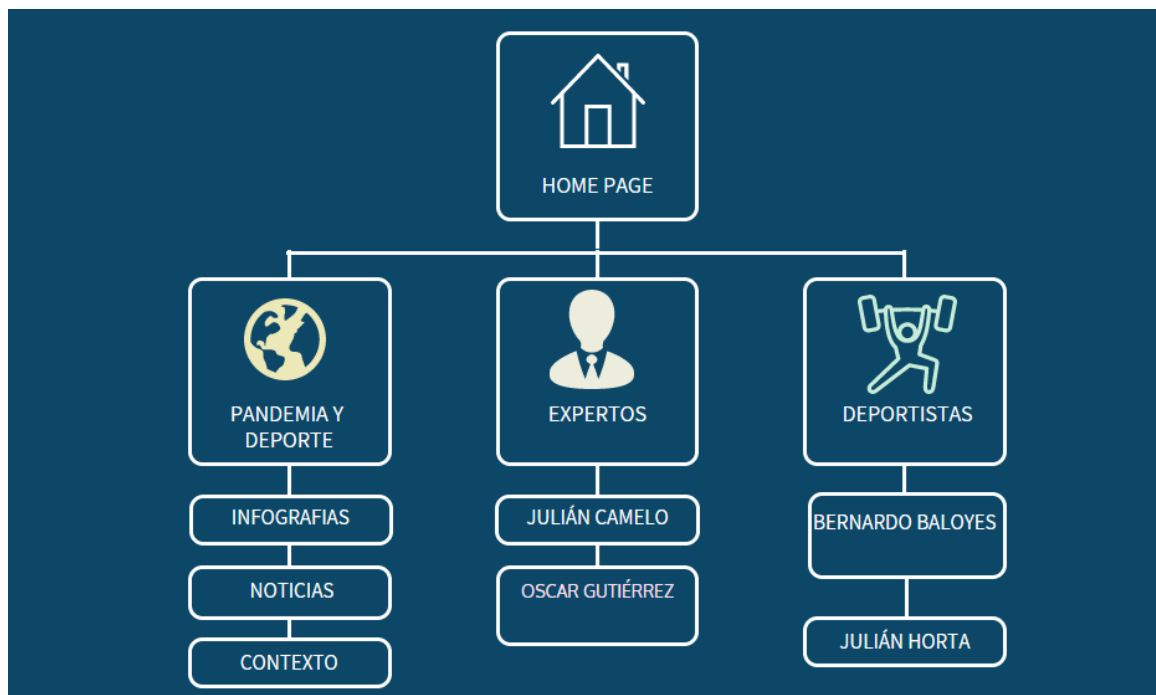 HOME PAGE
PANDEMIA Y
DEPORTE
INFOGRAFIAS
NOTICIAS
CONTEXTO
EXPERTOS
JULIÁN CAMELO
OSCAR GUTIÉRREZ
DEPORTISTAS
BERNARDO BALOYES
JULIÁN HORTA